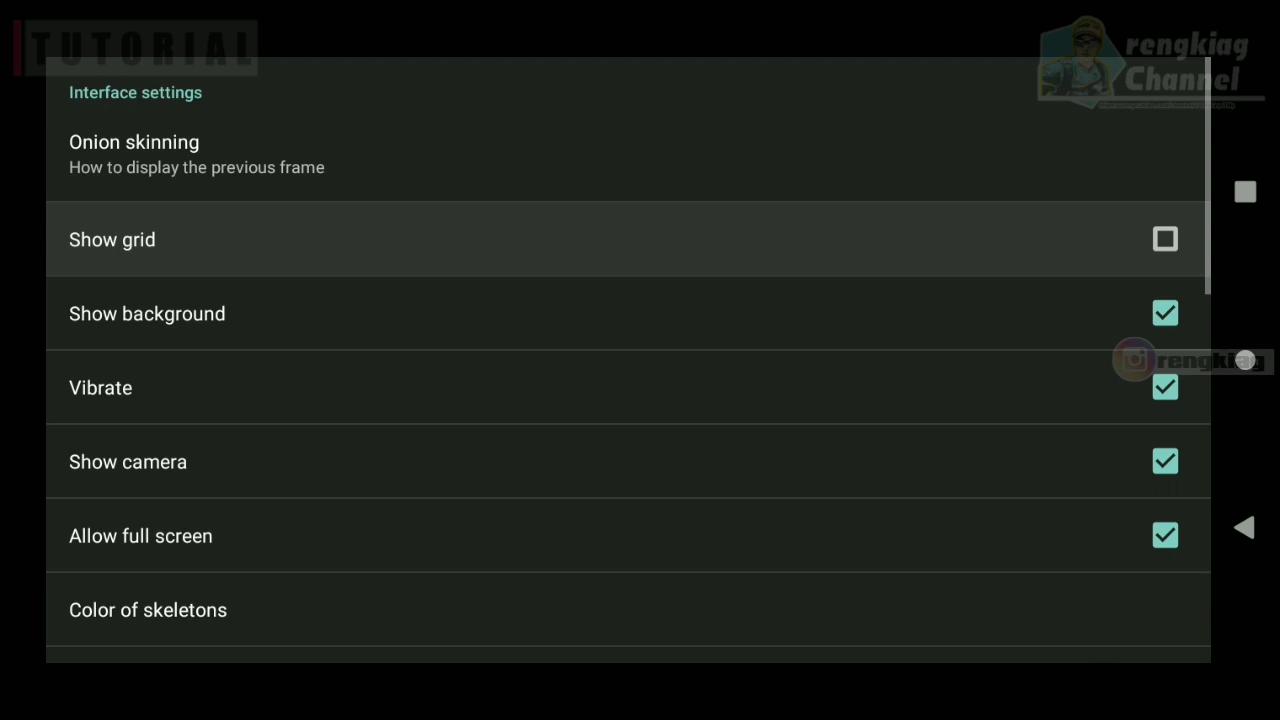 TUTORIAL
rengkiag
Channel
Interface settings
Onion skinning
How to display the previous frame
Show grid
Show background
rengkiag
Vibrate
Show camera
Allow full screen
Color of skeletons